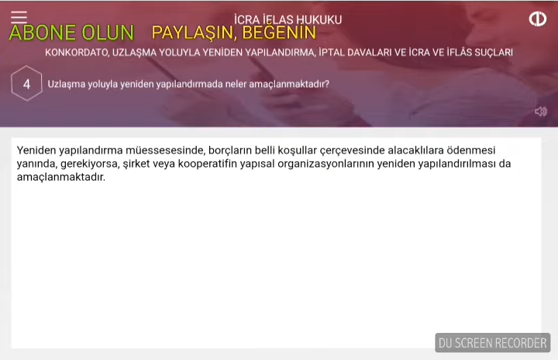 İCRA İFLAS HUKUKU
ABONE OLUN PAYLAŞIN, BEĞENİN
KONKORDATO, UZLAŞMA YOLUYLA YENİDEN YAPILANDIRMA, İPTAL DAVALARI VE İCRA VE İFLÂS SUÇLARI
4 Uzlaşma yoluyla yeniden yapılandırmada neler amaçlanmaktadır?
Yeniden yapılandırma müessesesinde, borçların belli koşullar çerçevesinde alacaklılara ödenmesi
yanında, gerekiyorsa, şirket veya kooperatifin yapısal organizasyonlarının yeniden yapılandırılması da
amaçlanmaktadır.
DU SCREEN RECORDER